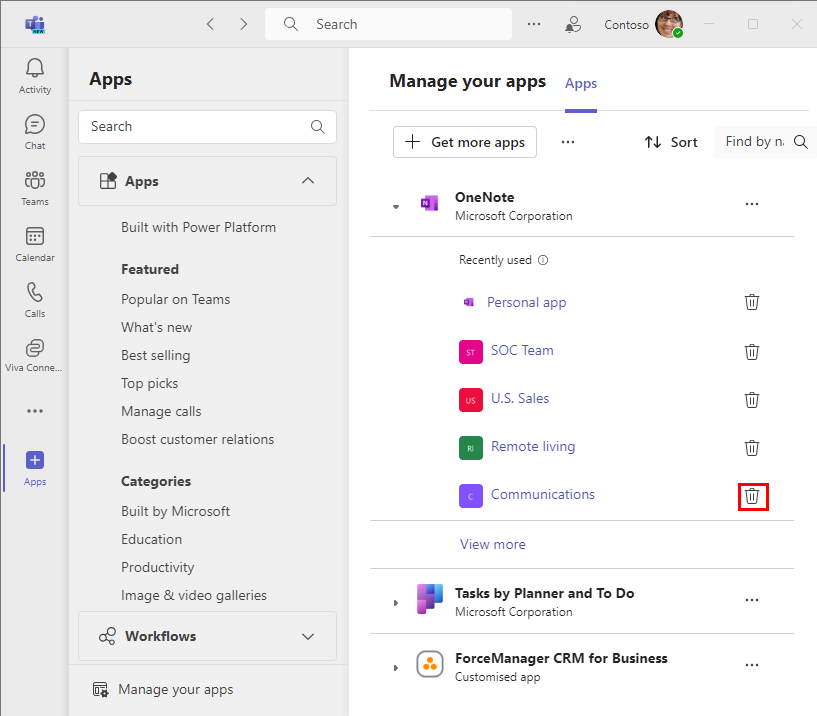 NEW
Search
Contoso
Activity
Chat
Teams
Calendar
Calls
Viva Conne...
Apps
Apps
Search
Apps
Built with Power Platform
Featured
Popular on Teams
What's new
Best selling
Top picks
Manage calls
Boost customer relations
Categories
Built by Microsoft
Education
Productivity
Image & video galleries
Workflows
Manage your apps
Manage your apps
Apps
Get more apps
Sort
Find by n
OneNote
Microsoft Corporation
Recently used
Personal app
ST
SOC Team
US
U.S. Sales
Rl
Remote living
C
Communications
View more
Tasks by Planner and To Do
Microsoft Corporation
ForceManager CRM for Business
Customised app